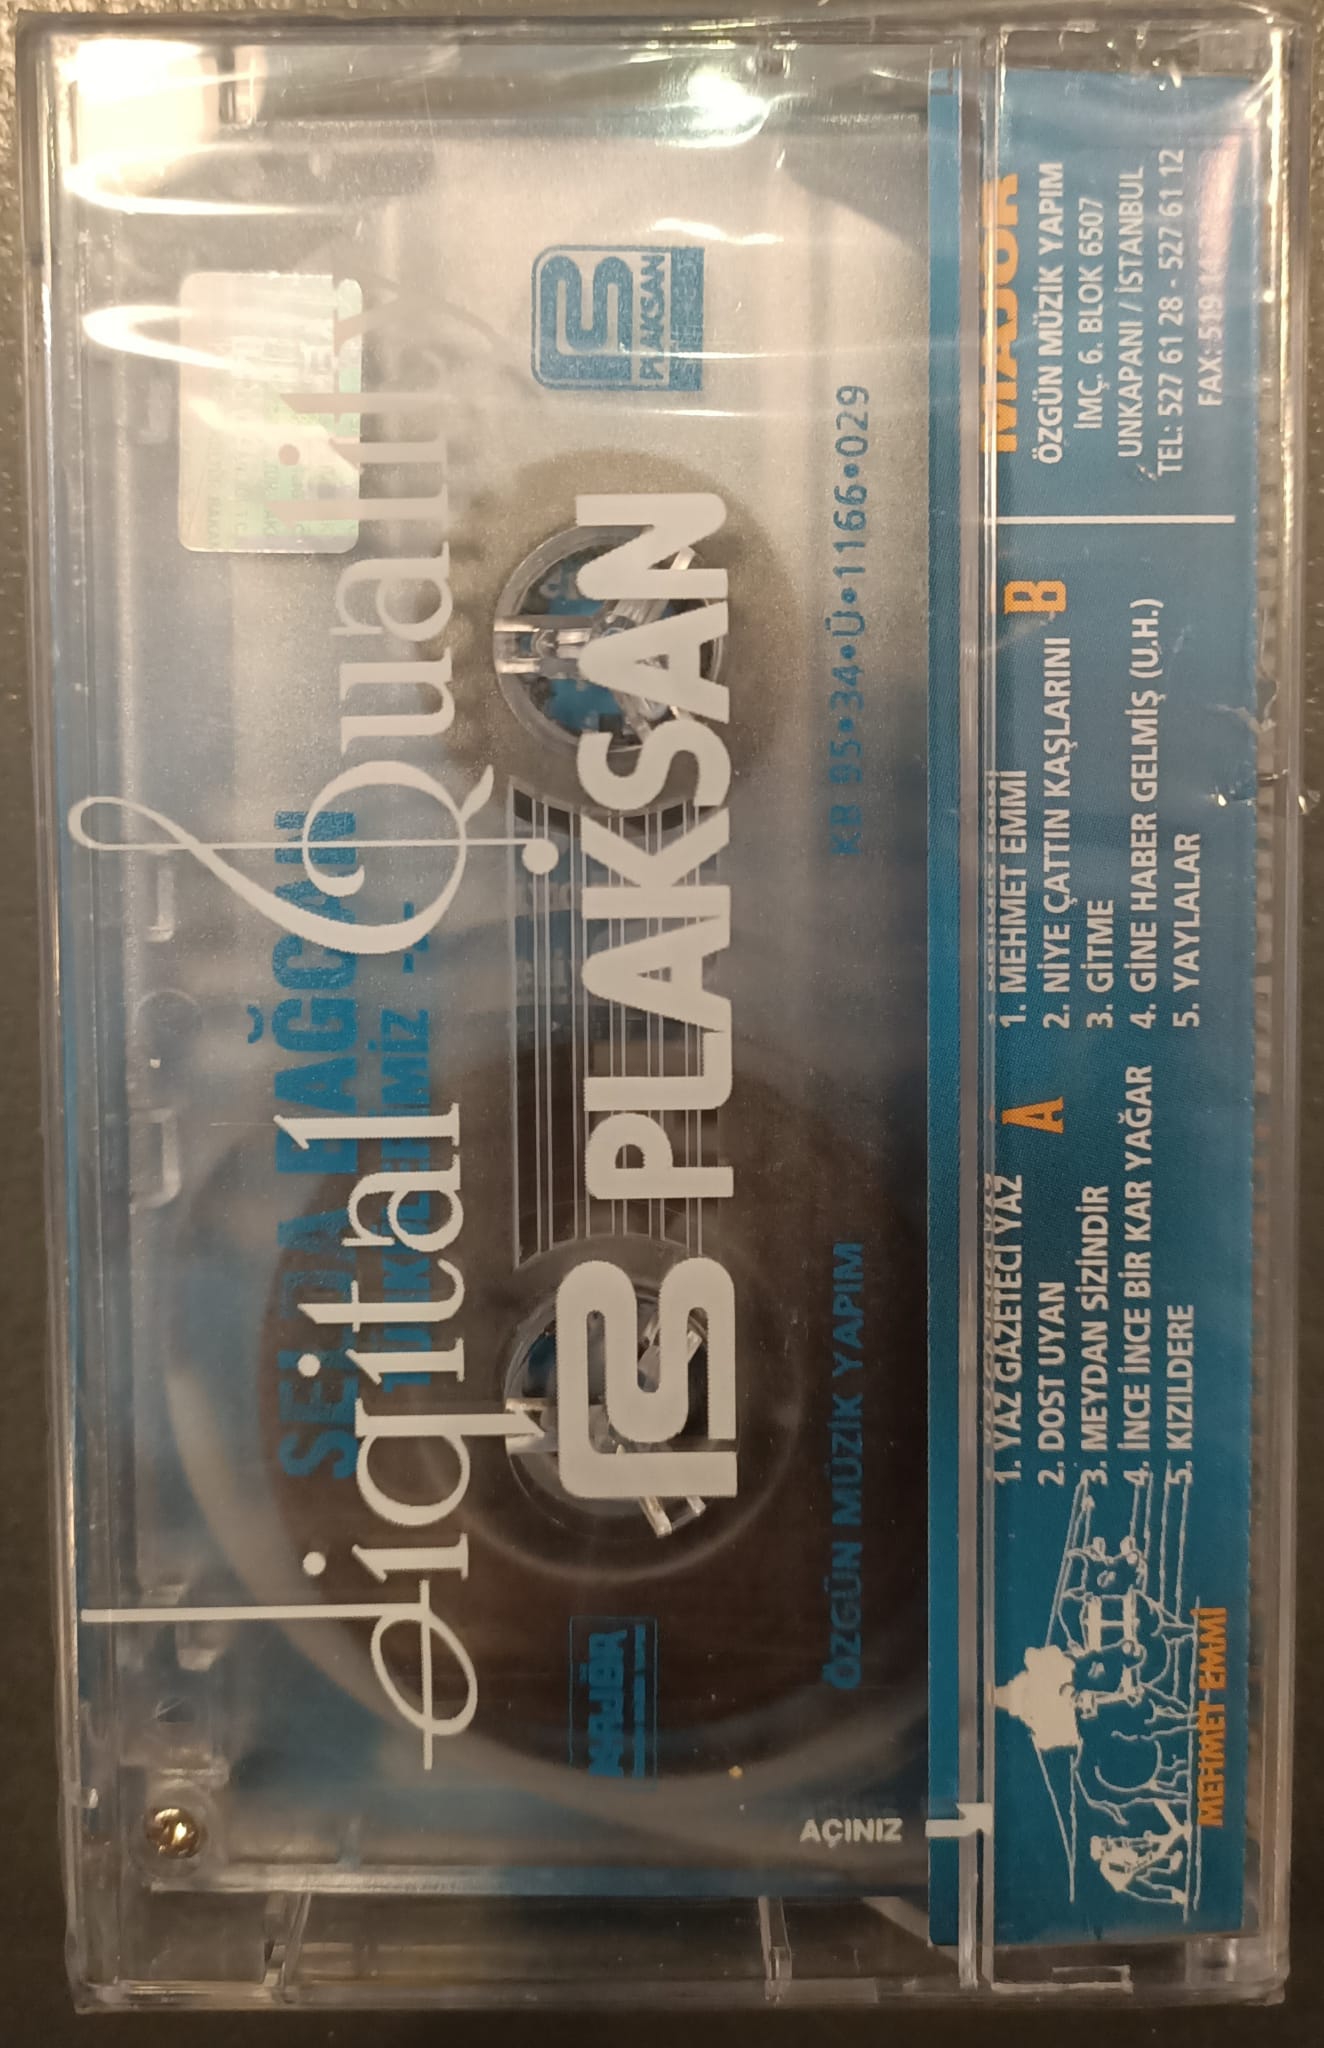 Digital Quality
PLAKSAN
PLAKSAN
SELDA BAĞCAN
MAJÖR
ÖZGÜN MÜZİK YAPIM
KB 95•34•Ü•1166•029
AÇINIZ
A
1. YAZ GAZETECİ YAZ
2. DOST UYAN
3. MEYDAN SİZİNDİR
4. İNCE İNCE BİR KAR YAĞAR
5. KIZILDERE
B
1. MEHMET EMMİ
2. NİYE ÇATTIN KAŞLARINI
3. GİTME
4. GİNE HABER GELMİŞ (U.H.)
5. YAYLALAR
MAJÖR
ÖZGÜN MÜZİK YAPIM
İMÇ. 6. BLOK 6507
UNKAPANI / İSTANBUL
TEL: 527 61 28 - 527 61 12
FAX: 519
MEHMET EMMİ